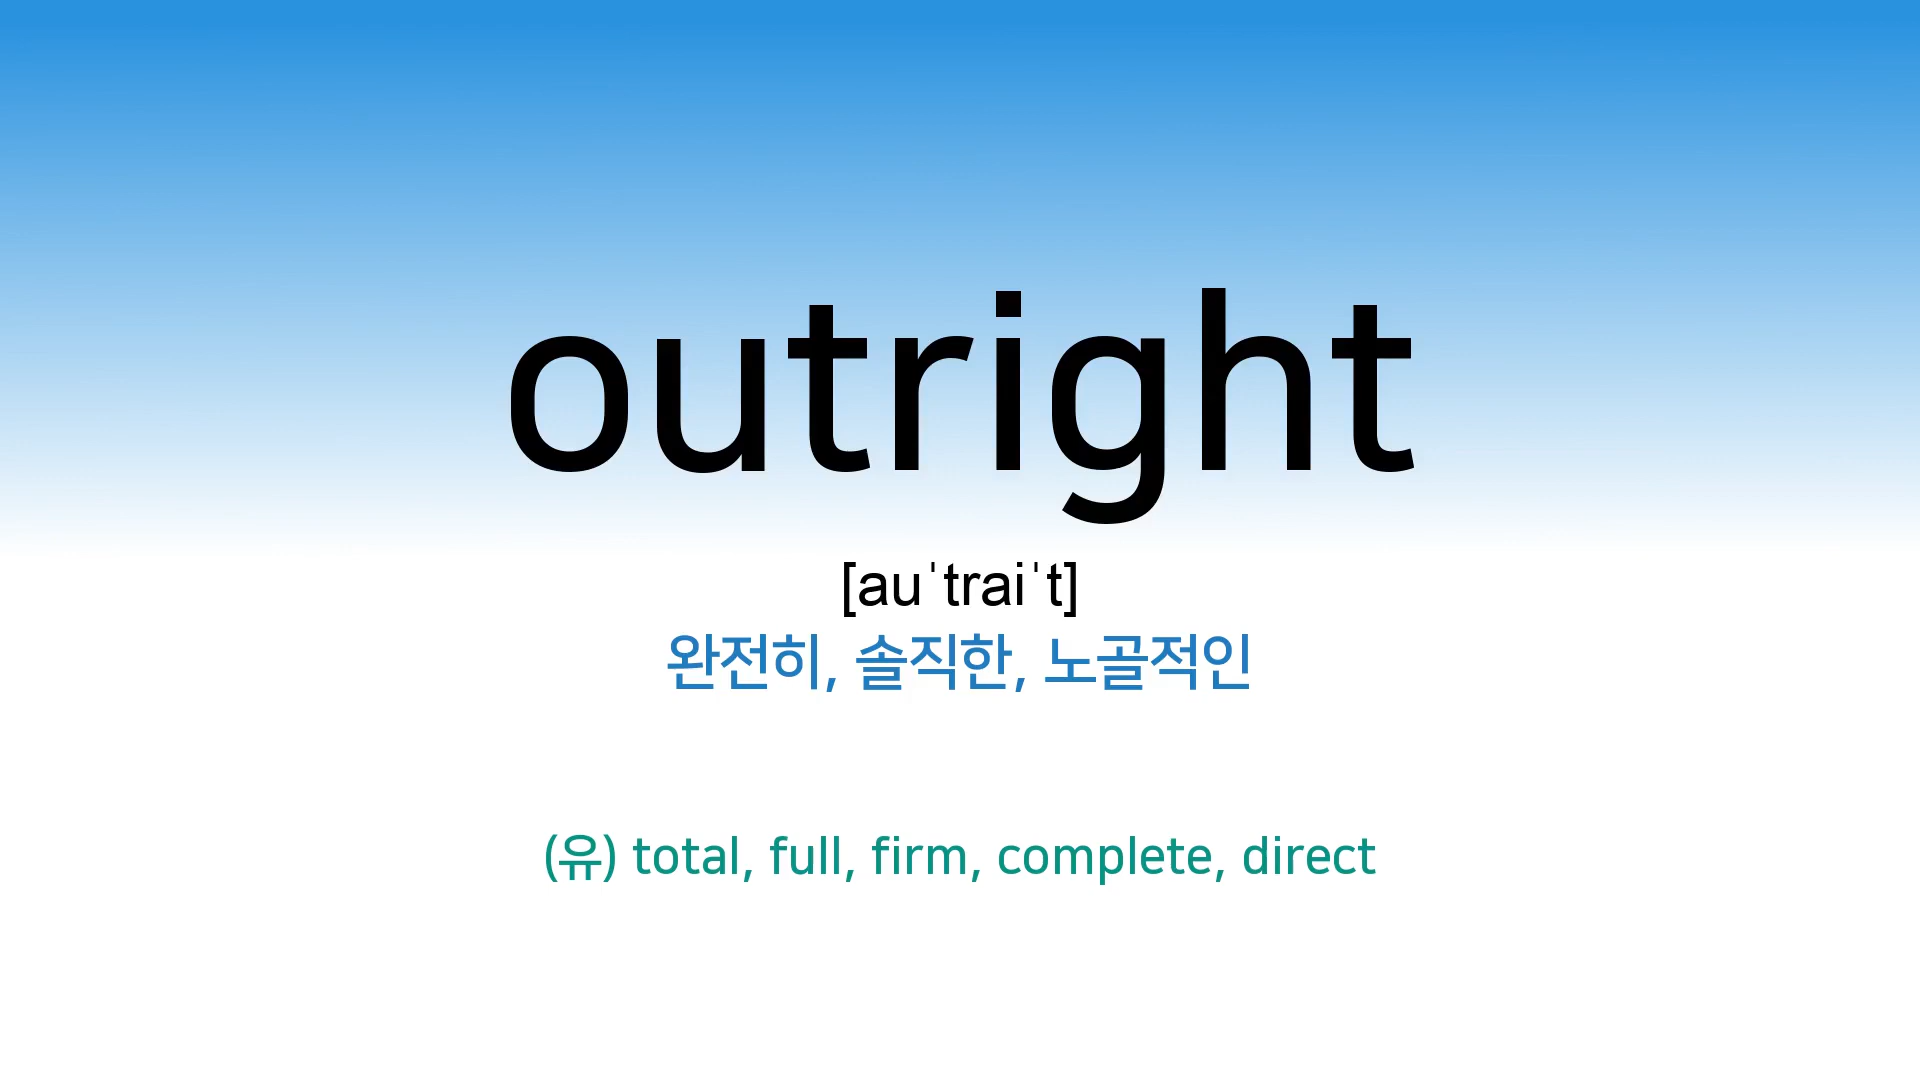 outright
[auˈtraiˈt]
완전히, 솔직한, 노골적인
(유) total, full, firm, complete, direct